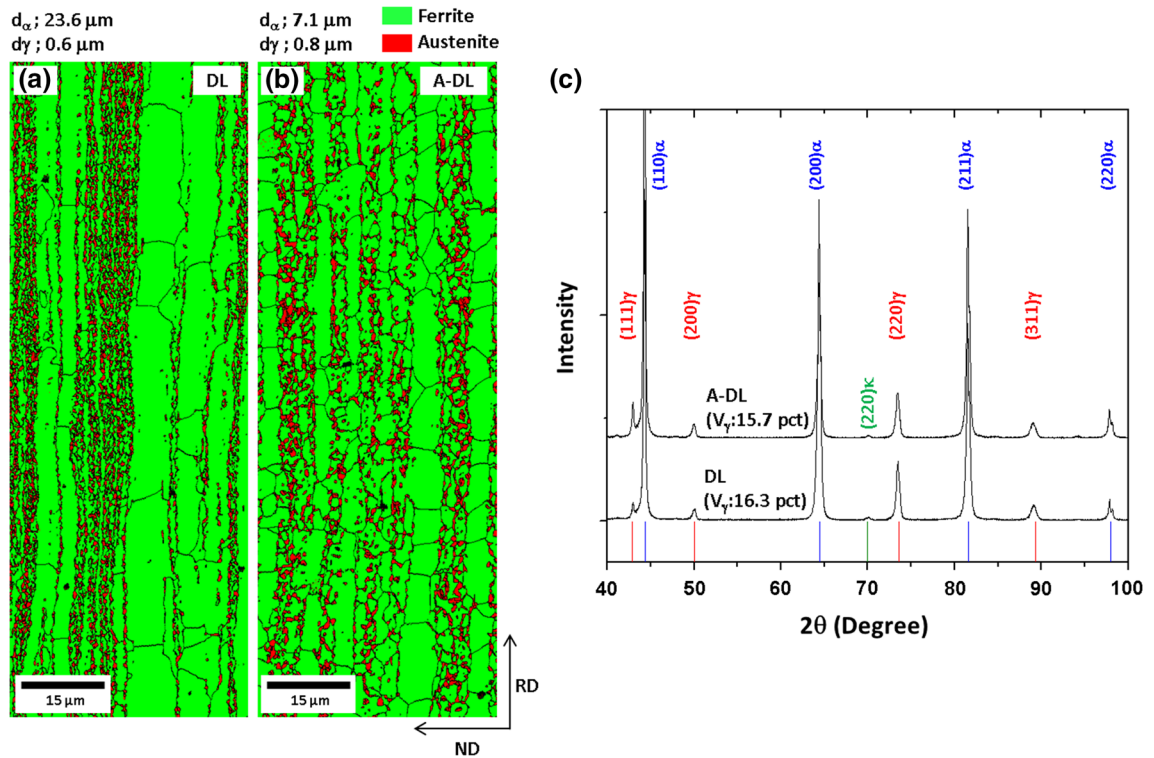 dα ; 23.6 μm
dγ ; 0.6 μm
dα ; 7.1 μm
dγ ; 0.8 μm
Ferrite
Austenite
(a)
DL
(b)
A-DL
15 μm
15 μm
RD
ND
(c)
Intensity
(111)γ
(110)α
(200)γ
(200)α
(220)κ
(220)γ
(211)α
(311)γ
(220)α
A-DL
(Vγ:15.7 pct)
DL
(Vγ:16.3 pct)
40 50 60 70 80 90 100
2θ (Degree)